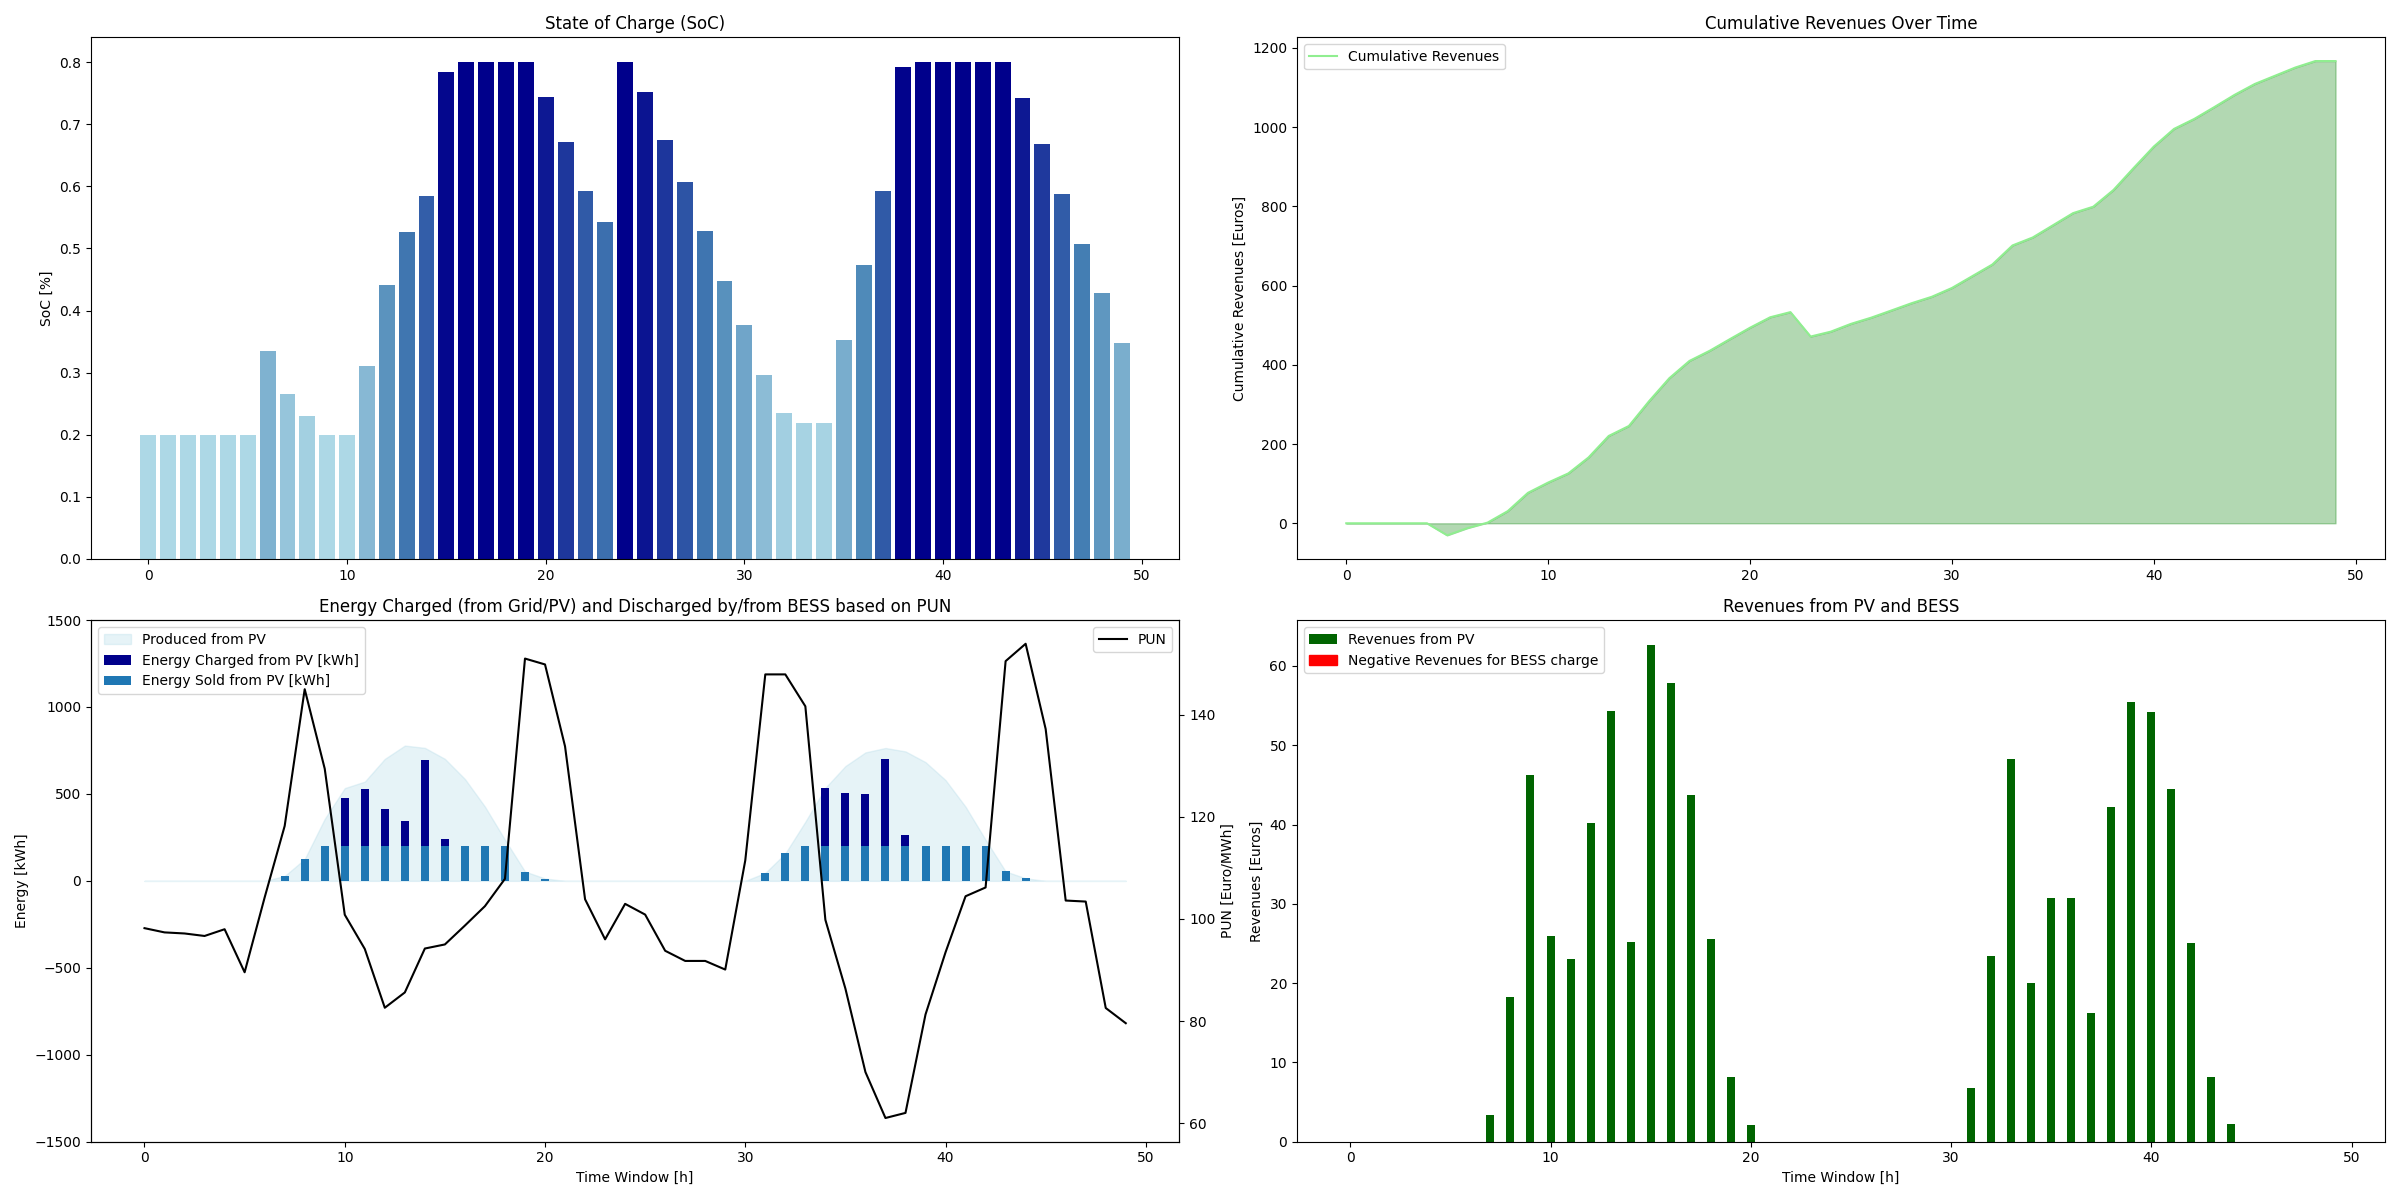 State of Charge (SoC)
SoC [%]
0.8
0.7
0.6
0.5
0.4
0.3
0.2
0.1
0.0
0 10 20 30 40 50
Cumulative Revenues Over Time
Cumulative Revenues
Cumulative Revenues [Euros]
1200
1000
800
600
400
200
0
0 10 20 30 40 50
Energy Charged (from Grid/PV) and Discharged by/from BESS based on PUN
Produced from PV
Energy Charged from PV [kWh]
Energy Sold from PV [kWh]
PUN
Energy [kWh]
1500
1000
500
0
−500
−1000
−1500
PUN [Euro/MWh]
140
120
100
80
60
0 10 20 30 40 50
Time Window [h]
Revenues from PV and BESS
Revenues from PV
Negative Revenues for BESS charge
Revenues [Euros]
60
50
40
30
20
10
0
0 10 20 30 40 50
Time Window [h]